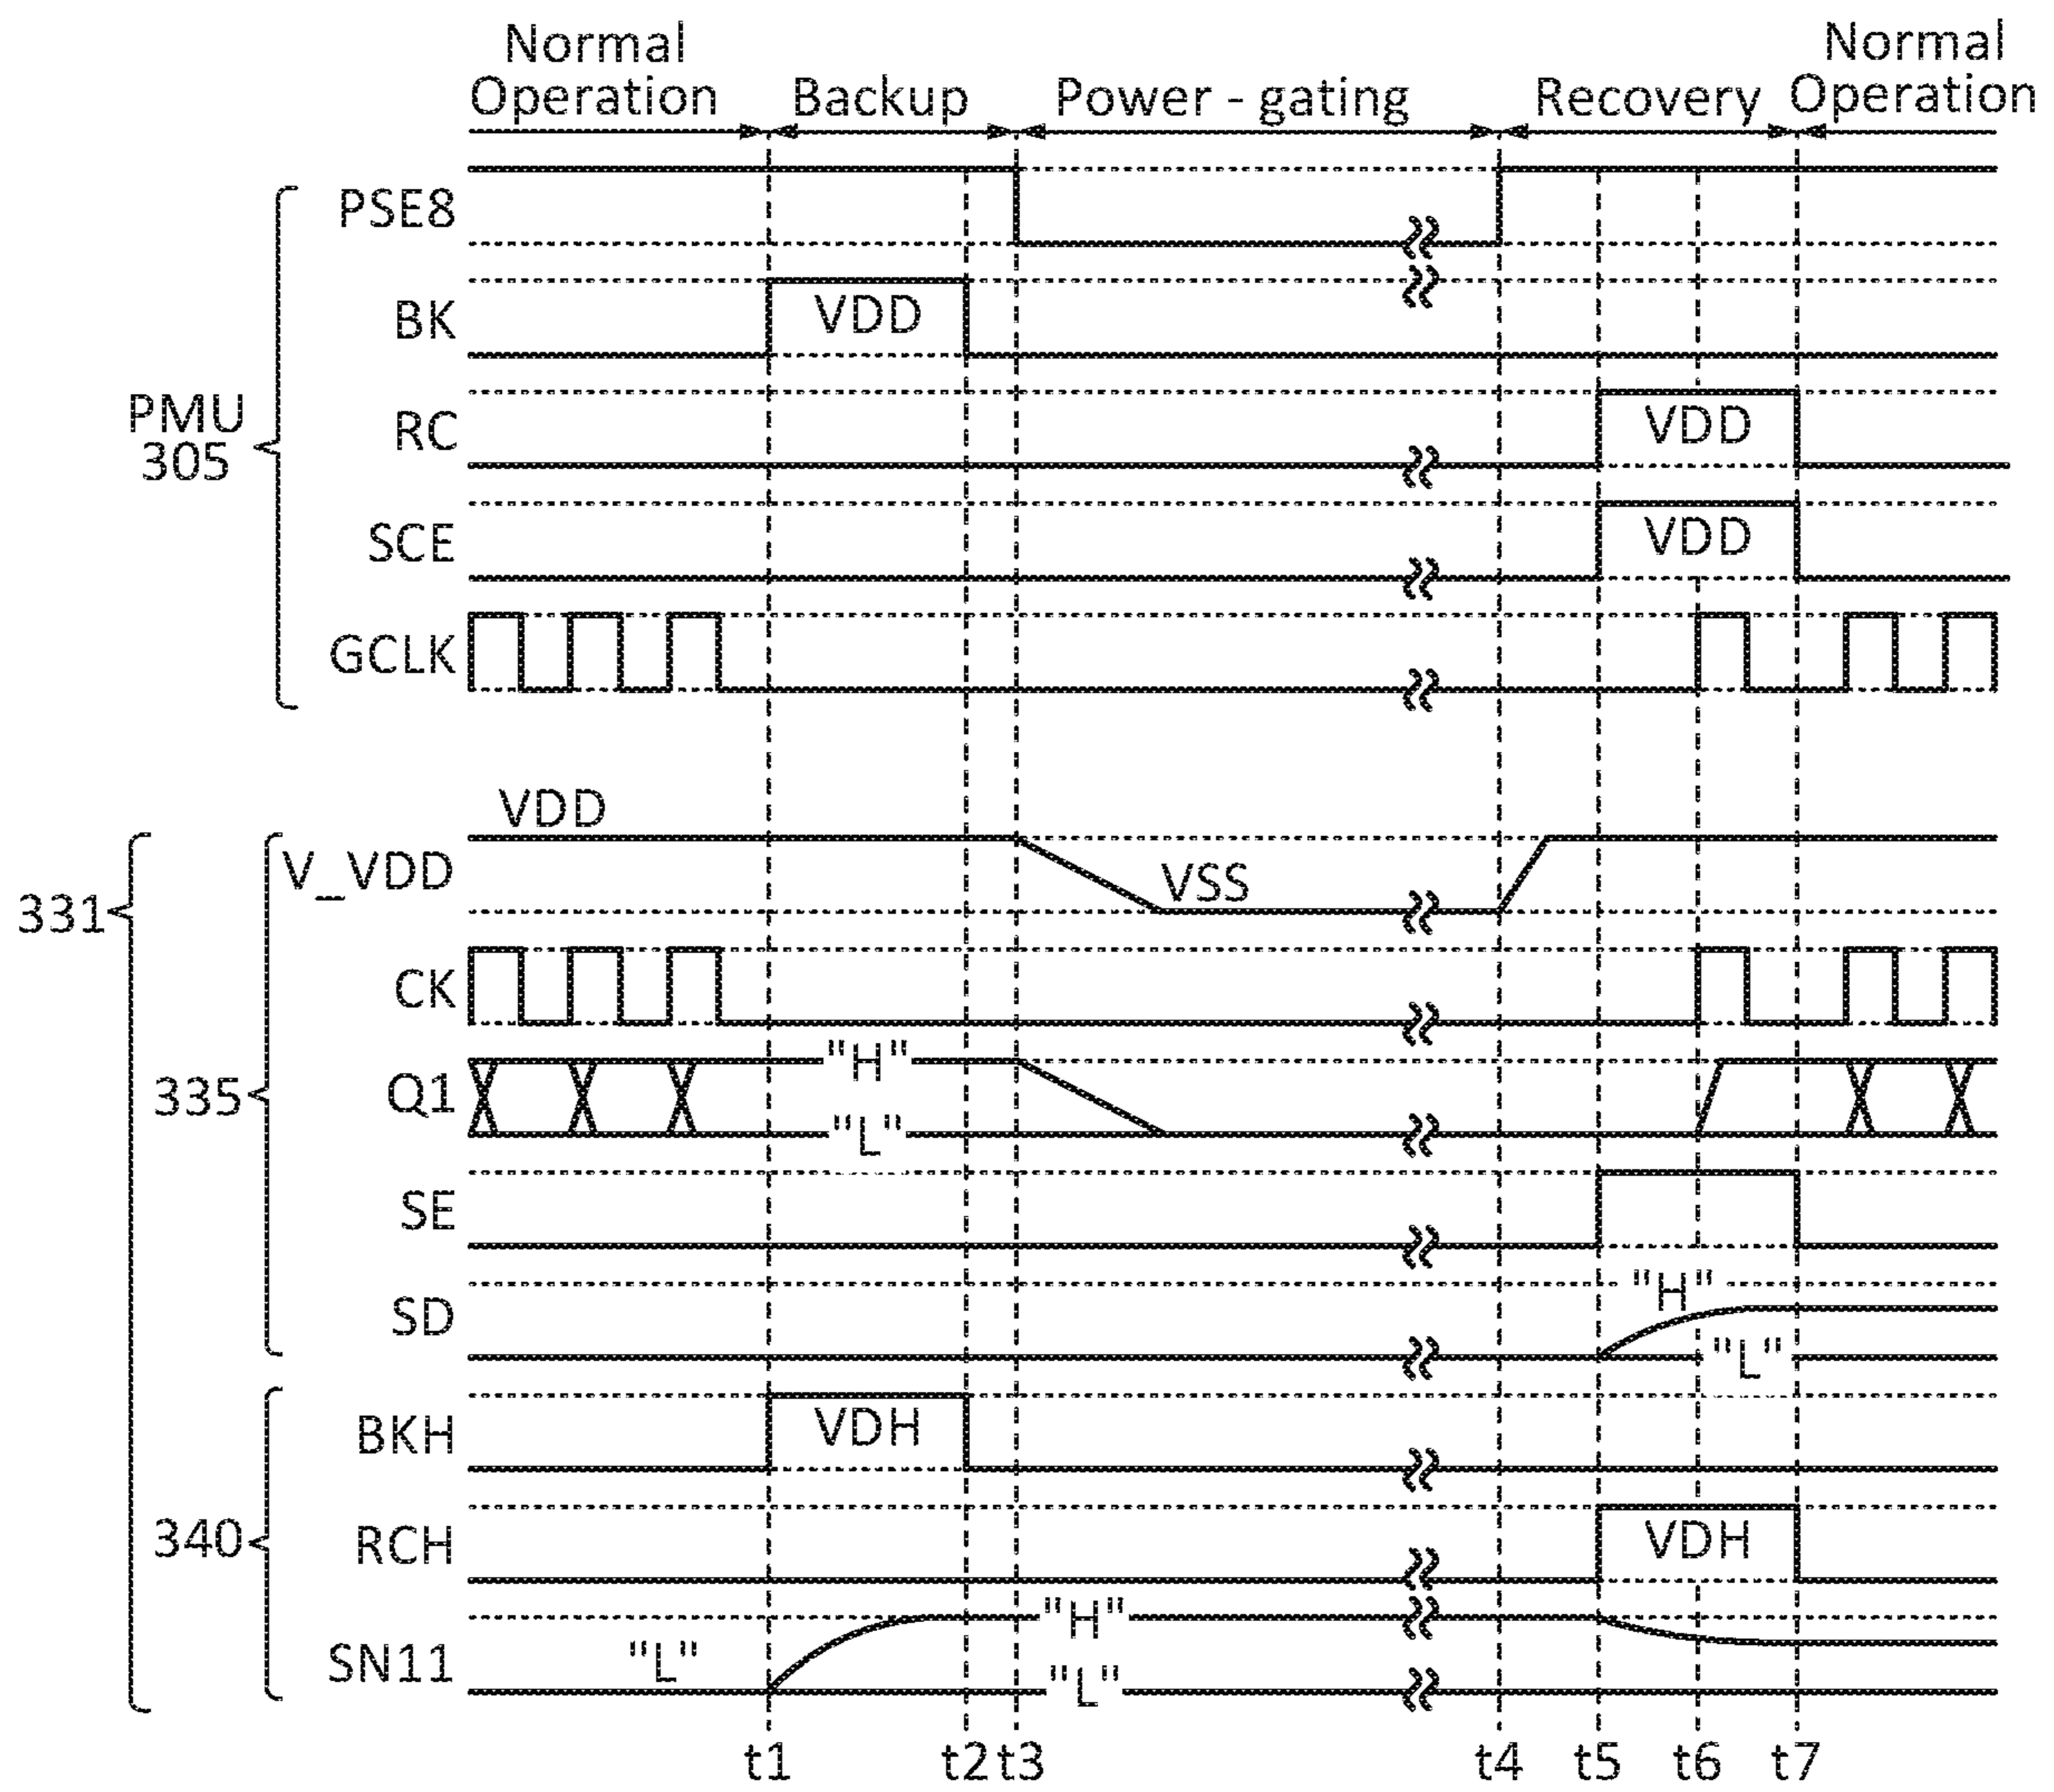 Normal
Operation
Backup
Power - gating
Recovery
Normal
Operation
PMU
305
PSE8
BK
VDD
RC
VDD
SCE
VDD
GCLK
331
335
VDD
V_VDD
VSS
CK
Q1
"H"
"L"
SE
SD
"H"
"L"
340
BKH
VDH
RCH
VDH
SN11
"L"
"H"
"L"
t1
t2
t3
t4
t5
t6
t7